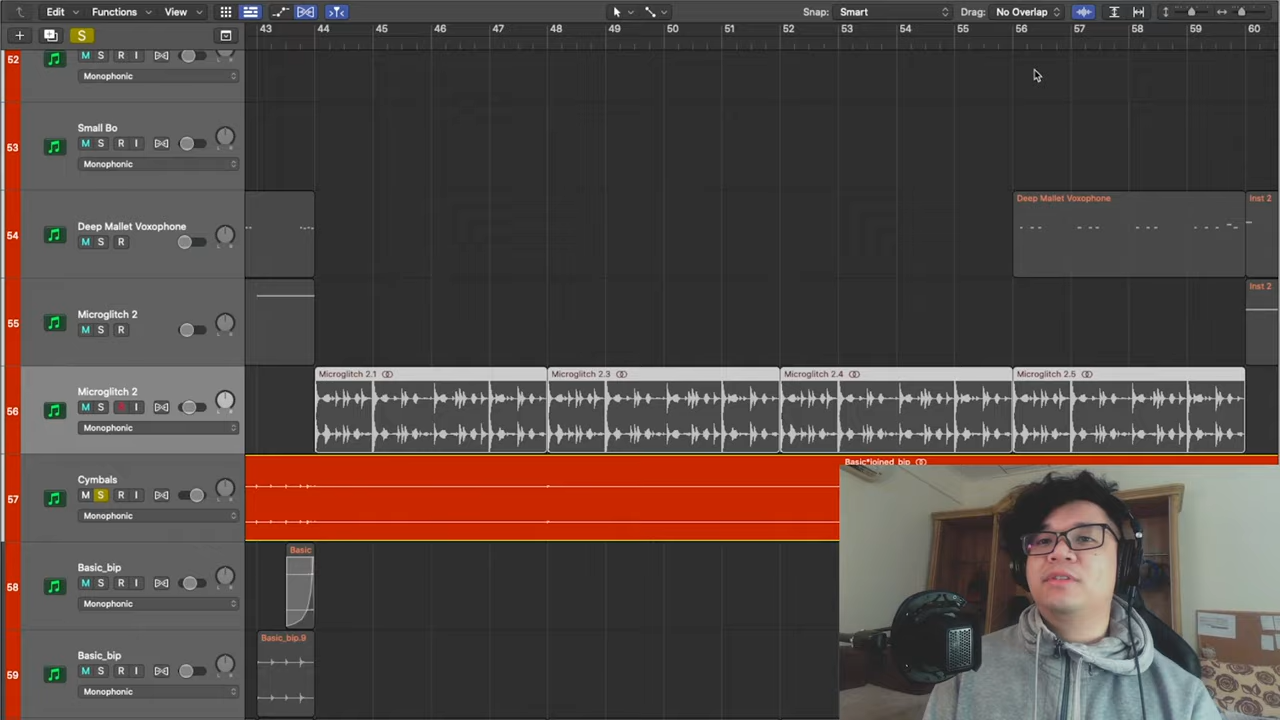 Edit Functions View Snap: Smart Drag: No Overlap
S 43 44 45 46 47 48 49 50 51 52 53 54 55 56 57 58 59 60
52 M S R I
Monophonic
Small Bo
53 M S R I
Monophonic
Deep Mallet Voxophone Deep Mallet Voxophone Inst 2
54 M S R
Microglitch 2 Inst 2
55 M S R
Microglitch 2 Microglitch 2.1 Microglitch 2.3 Microglitch 2.4 Microglitch 2.5
56 M S R I
Monophonic
Cymbals Basic*joined_bip
57 M S R I
Monophonic
Basic_bip Basic
58 M S R I
Monophonic
Basic_bip Basic_bip.9
59 M S R I
Monophonic